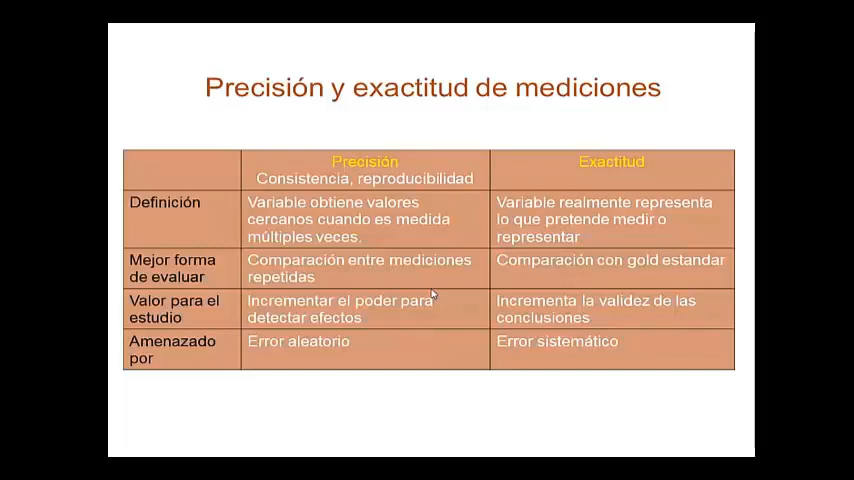 Precisión y exactitud de mediciones
Precisión
Consistencia, reproducibilidad
Exactitud
Definición
Variable obtiene valores
cercanos cuando es medida
múltiples veces.
Variable realmente representa
lo que pretende medir o
representar
Mejor forma
de evaluar
Comparación entre mediciones
repetidas
Comparación con gold estandar
Valor para el
estudio
Incrementar el poder para
detectar efectos
Incrementa la validez de las
conclusiones
Amenazado
por
Error aleatorio
Error sistemático